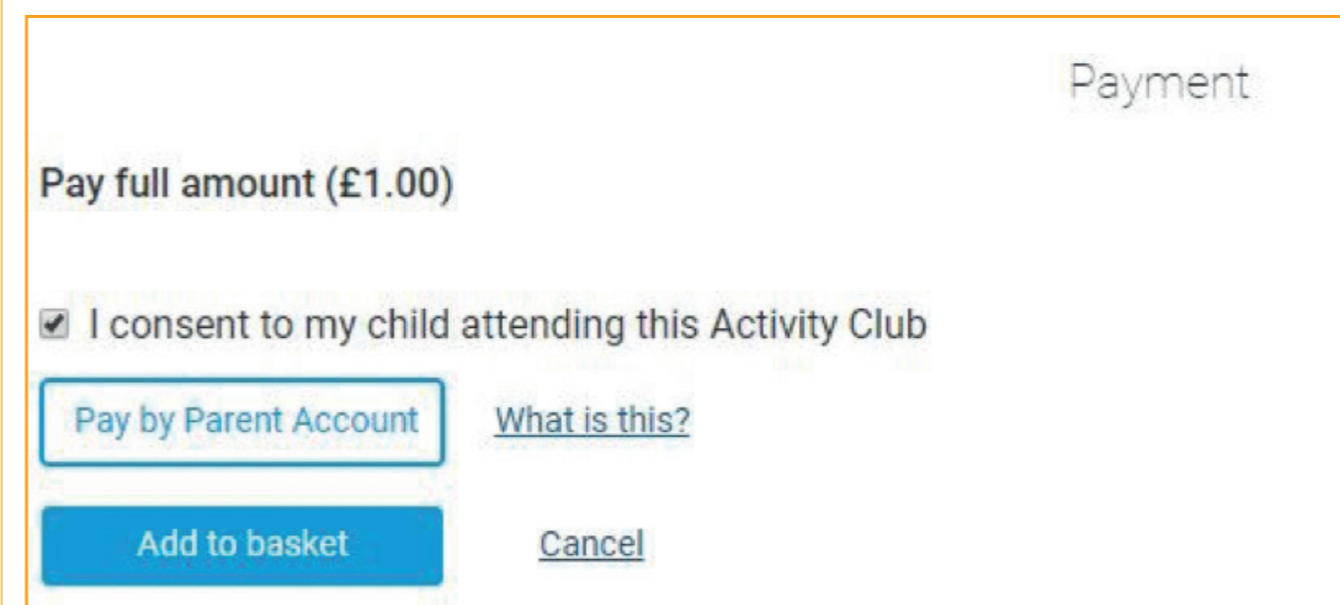 Payment
Pay full amount (£1.00)
I consent to my child attending this Activity Club
Pay by Parent Account What is this?
Add to basket Cancel